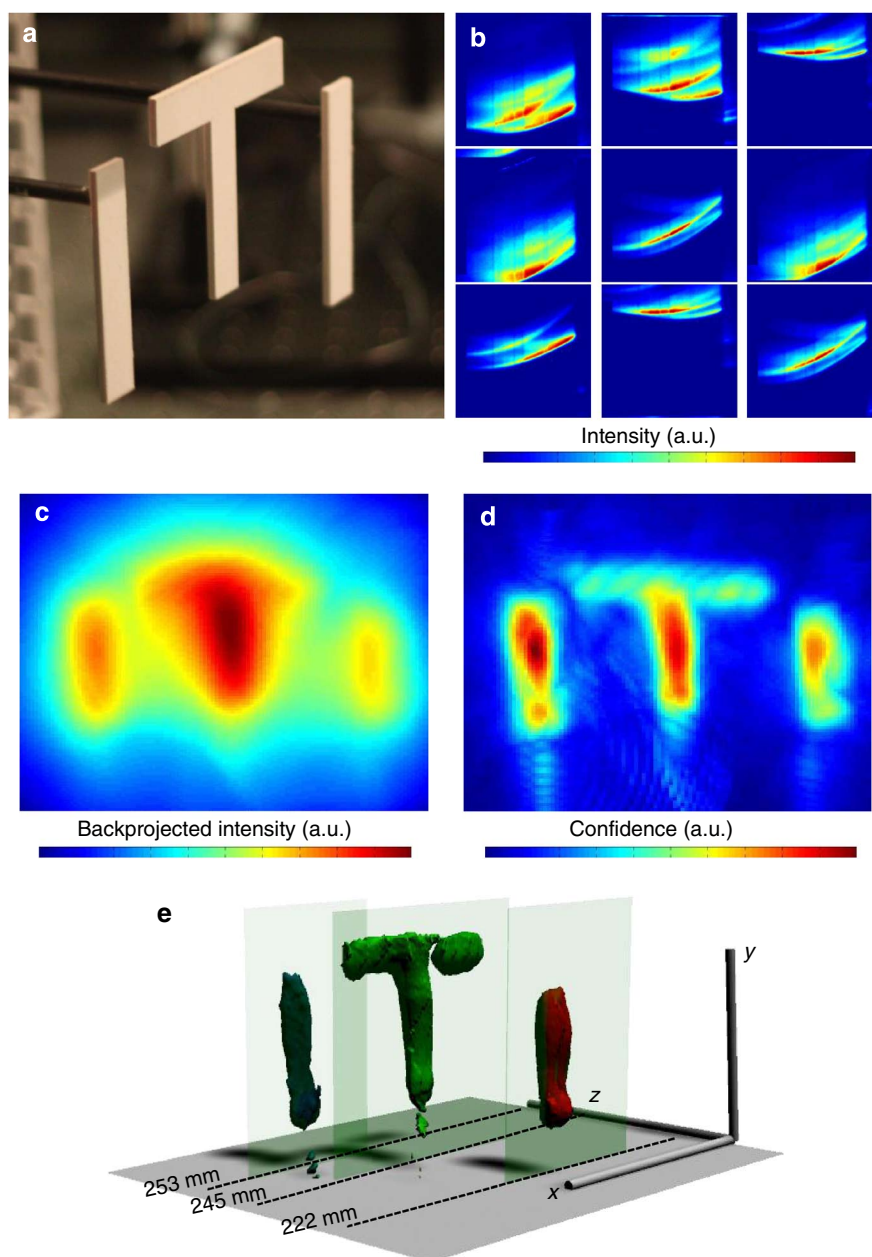 a
b
Intensity (a.u.)
c
d
Backprojected intensity (a.u.)
Confidence (a.u.)
e
y
z
253 mm
245 mm
x
222 mm